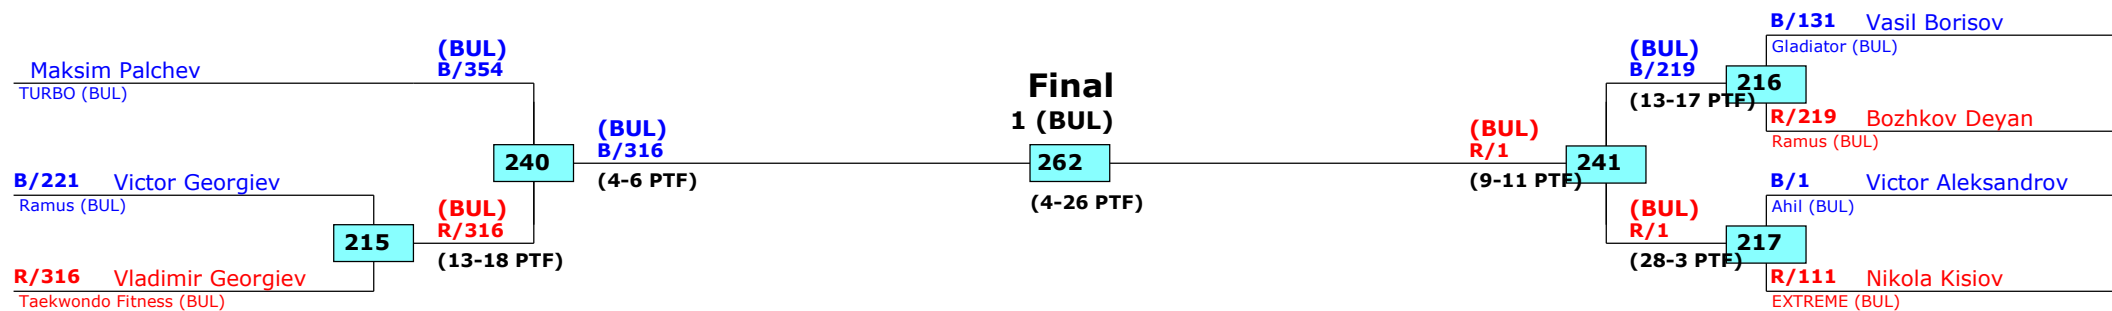 Maksim Palchev
TURBO (BUL)
B/221 Victor Georgiev
Ramus (BUL)
R/316 Vladimir Georgiev
Taekwondo Fitness (BUL)
215
(BUL)
B/354
(BUL)
R/316
(13-18 PTF)
240
(BUL)
B/316
(4-6 PTF)
Final
1 (BUL)
262
(4-26 PTF)
(BUL)
R/1
(9-11 PTF)
241
(BUL)
B/219
(13-17 PTF)
216
(BUL)
R/1
(28-3 PTF)
217
B/131 Vasil Borisov
Gladiator (BUL)
R/219 Bozhkov Deyan
Ramus (BUL)
B/1 Victor Aleksandrov
Ahil (BUL)
R/111 Nikola Kisiov
EXTREME (BUL)